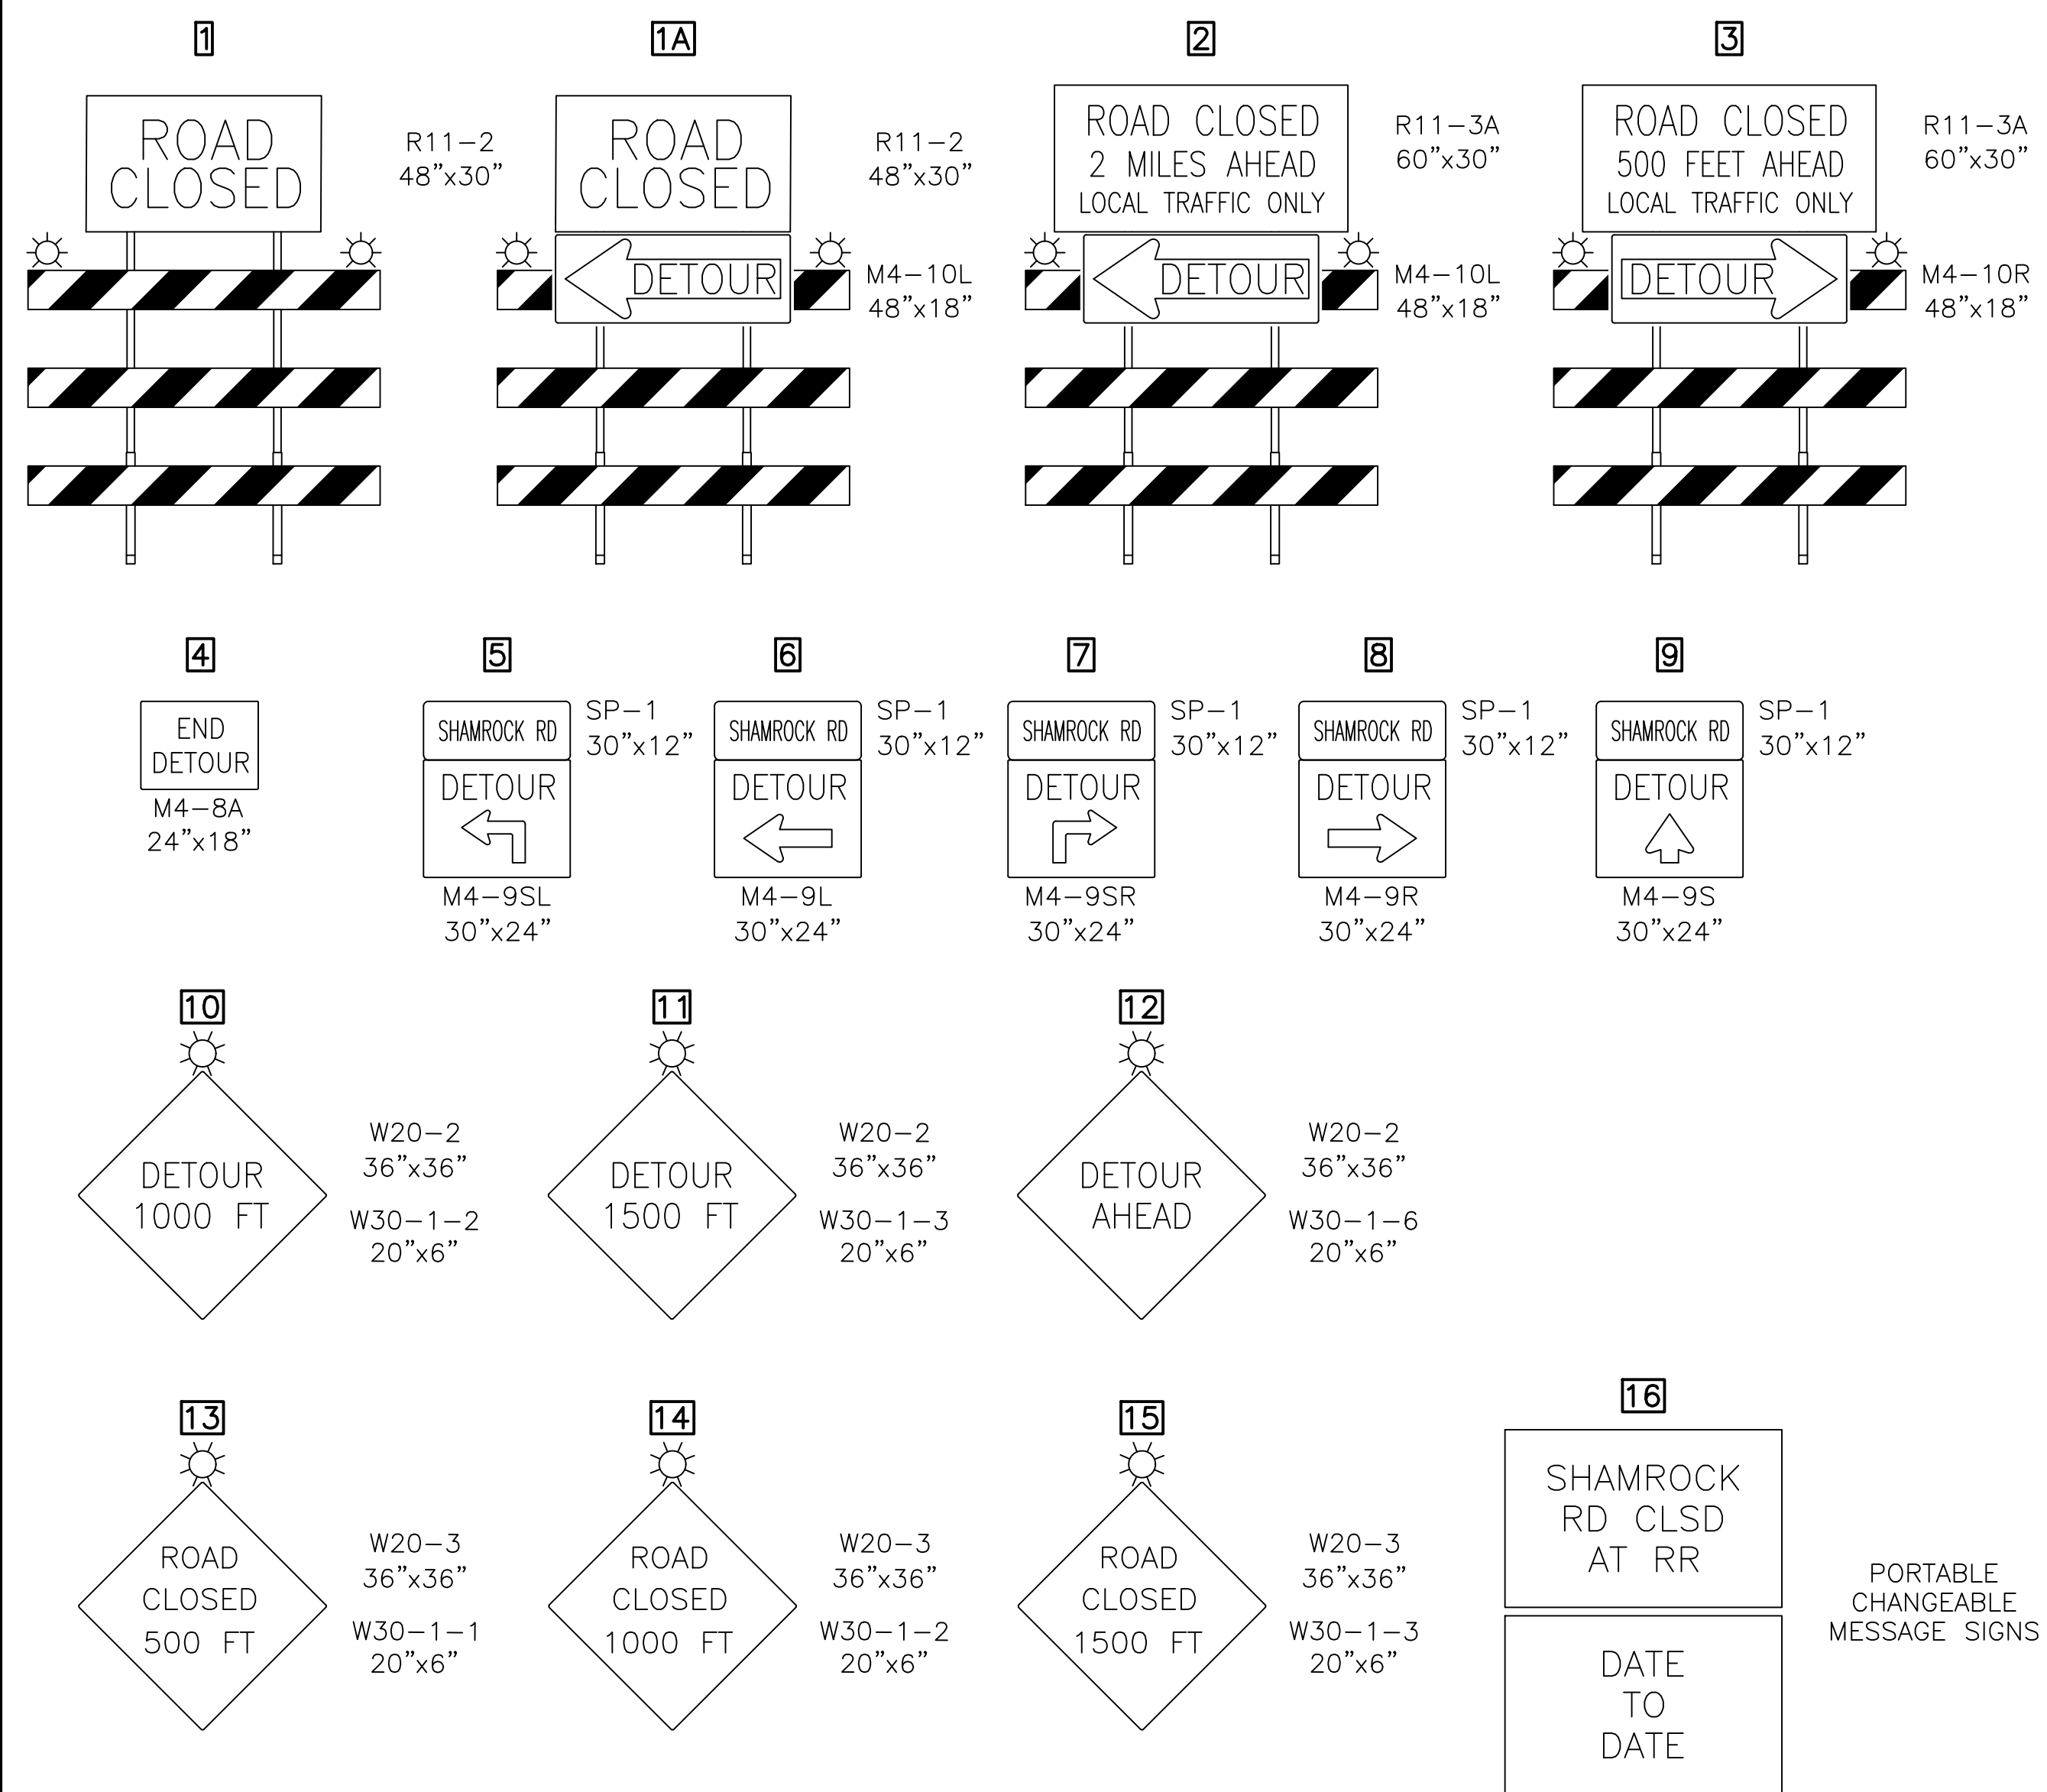 1
ROAD
CLOSED
R11-2
48"x30"
1A
ROAD
CLOSED
DETOUR
R11-2
48"x30"
M4-10L
48"x18"
2
ROAD CLOSED
2 MILES AHEAD
LOCAL TRAFFIC ONLY
DETOUR
R11-3A
60"x30"
M4-10L
48"x18"
3
ROAD CLOSED
500 FEET AHEAD
LOCAL TRAFFIC ONLY
DETOUR
R11-3A
60"x30"
M4-10R
48"x18"
4
END
DETOUR
M4-8A
24"x18"
5
SHAMROCK RD
DETOUR
SP-1
30"x12"
M4-9SL
30"x24"
6
SHAMROCK RD
DETOUR
SP-1
30"x12"
M4-9L
30"x24"
7
SHAMROCK RD
DETOUR
SP-1
30"x12"
M4-9SR
30"x24"
8
SHAMROCK RD
DETOUR
SP-1
30"x12"
M4-9R
30"x24"
9
SHAMROCK RD
DETOUR
SP-1
30"x12"
M4-9S
30"x24"
10
DETOUR
1000 FT
W20-2
36"x36"
W30-1-2
20"x6"
11
DETOUR
1500 FT
W20-2
36"x36"
W30-1-3
20"x6"
12
DETOUR
AHEAD
W20-2
36"x36"
W30-1-6
20"x6"
13
ROAD
CLOSED
500 FT
W20-3
36"x36"
W30-1-1
20"x6"
14
ROAD
CLOSED
1000 FT
W20-3
36"x36"
W30-1-2
20"x6"
15
ROAD
CLOSED
1500 FT
W20-3
36"x36"
W30-1-3
20"x6"
16
SHAMROCK
RD CLSD
AT RR
DATE
TO
DATE
PORTABLE
CHANGEABLE
MESSAGE SIGNS